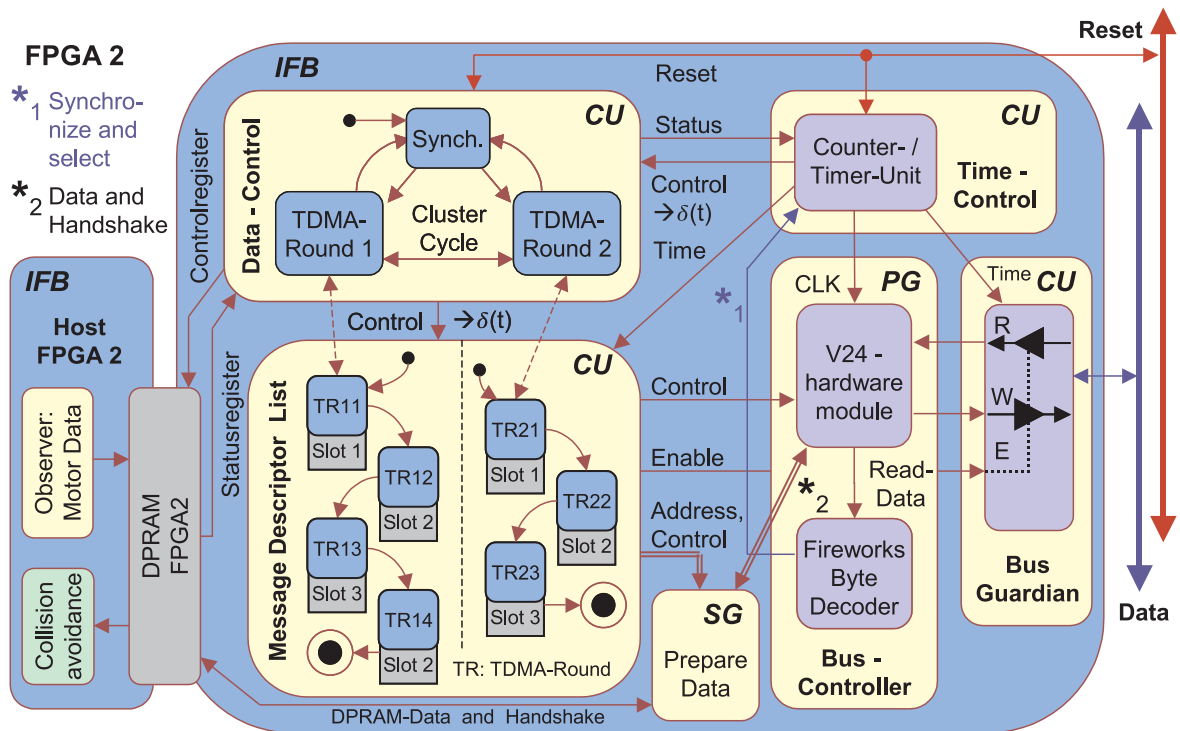 FPGA 2
*1 Synchro-
nize and
select
*2 Data and
Handshake
IFB
Host
FPGA 2
Observer:
Motor Data
Collision
avoidance
DPRAM
FPGA2
Controlregister
Statusregister
IFB
Reset
Reset
Data - Control
CU
Synch.
TDMA-
Round 1
Cluster
Cycle
TDMA-
Round 2
Status
Control
→δ(t)
Time
CU
Counter- /
Timer-Unit
Time -
Control
Control →δ(t)
Message Descriptor List
CU
TR11
Slot 1
TR12
Slot 2
TR13
Slot 3
TR14
Slot 2
TR21
Slot 1
TR22
Slot 2
TR23
Slot 3
TR: TDMA-Round
Control
Enable
Address,
Control
*1
CLK
PG
V24 -
hardware
module
*2
Read-
Data
Fireworks
Byte
Decoder
Bus -
Controller
Time
CU
R
W
E
Bus
Guardian
SG
Prepare
Data
DPRAM-Data and Handshake
Data